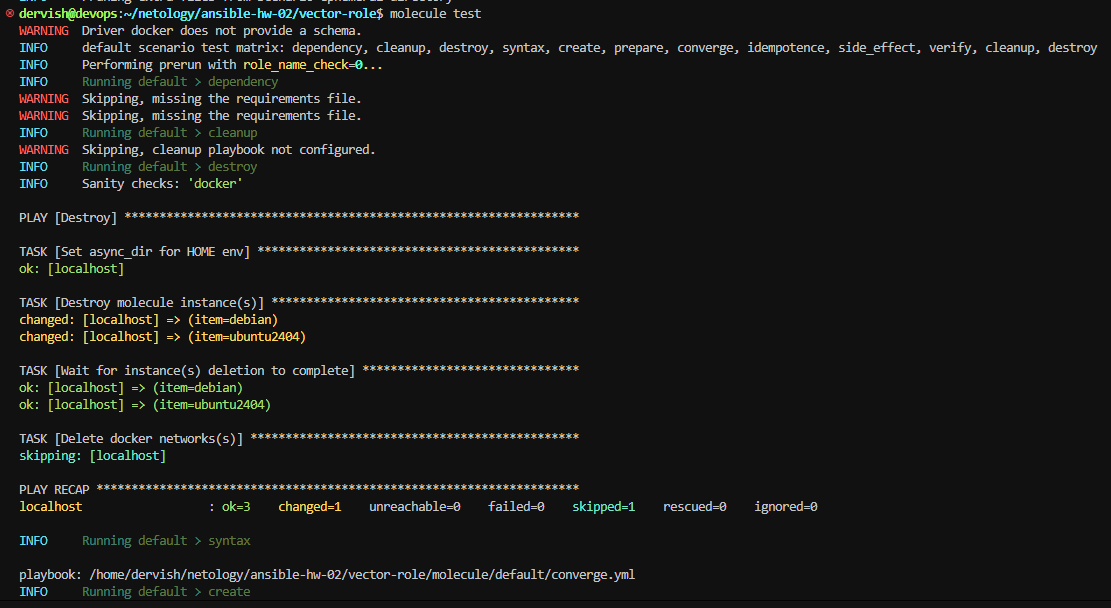 dervish@devops:~/netology/ansible-hw-02/vector-role$ molecule test
WARNING  Driver docker does not provide a schema.
INFO     default scenario test matrix: dependency, cleanup, destroy, syntax, create, prepare, converge, idempotence, side_effect, verify, cleanup, destroy
INFO     Performing prerun with role_name_check=0...
INFO     Running default > dependency
WARNING  Skipping, missing the requirements file.
WARNING  Skipping, missing the requirements file.
INFO     Running default > cleanup
WARNING  Skipping, cleanup playbook not configured.
INFO     Running default > destroy
INFO     Sanity checks: 'docker'
PLAY [Destroy] *****************************************************************
TASK [Set async_dir for HOME env] **********************************************
ok: [localhost]
TASK [Destroy molecule instance(s)] ********************************************
changed: [localhost] => (item=debian)
changed: [localhost] => (item=ubuntu2404)
TASK [Wait for instance(s) deletion to complete] *******************************
ok: [localhost] => (item=debian)
ok: [localhost] => (item=ubuntu2404)
TASK [Delete docker networks(s)] ***********************************************
skipping: [localhost]
PLAY RECAP *********************************************************************
localhost                  : ok=3    changed=1    unreachable=0    failed=0    skipped=1    rescued=0    ignored=0
INFO     Running default > syntax
playbook: /home/dervish/netology/ansible-hw-02/vector-role/molecule/default/converge.yml
INFO     Running default > create